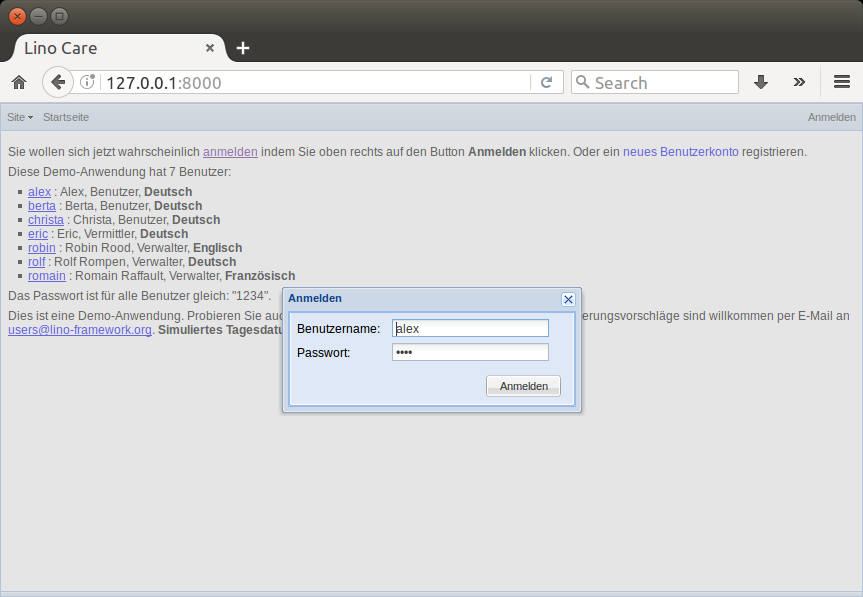 Lino Care
127.0.0.1:8000
Search
Site Startseite Anmelden
Sie wollen sich jetzt wahrscheinlich anmelden indem Sie oben rechts auf den Button Anmelden klicken. Oder ein neues Benutzerkonto registrieren.
Diese Demo-Anwendung hat 7 Benutzer:
alex : Alex, Benutzer, Deutsch
berta : Berta, Benutzer, Deutsch
christa : Christa, Benutzer, Deutsch
eric : Eric, Vermittler, Deutsch
robin : Robin Rood, Verwalter, Englisch
rolf : Rolf Rompen, Verwalter, Deutsch
romain : Romain Raffault, Verwalter, Französisch
Das Passwort ist für alle Benutzer gleich: "1234".
Dies ist eine Demo-Anwendung. Probieren Sie auc erungsvorschläge sind willkommen per E-Mail an
users@lino-framework.org. Simuliertes Tagesdatu
Anmelden
Benutzername: alex
Passwort: ••••
Anmelden